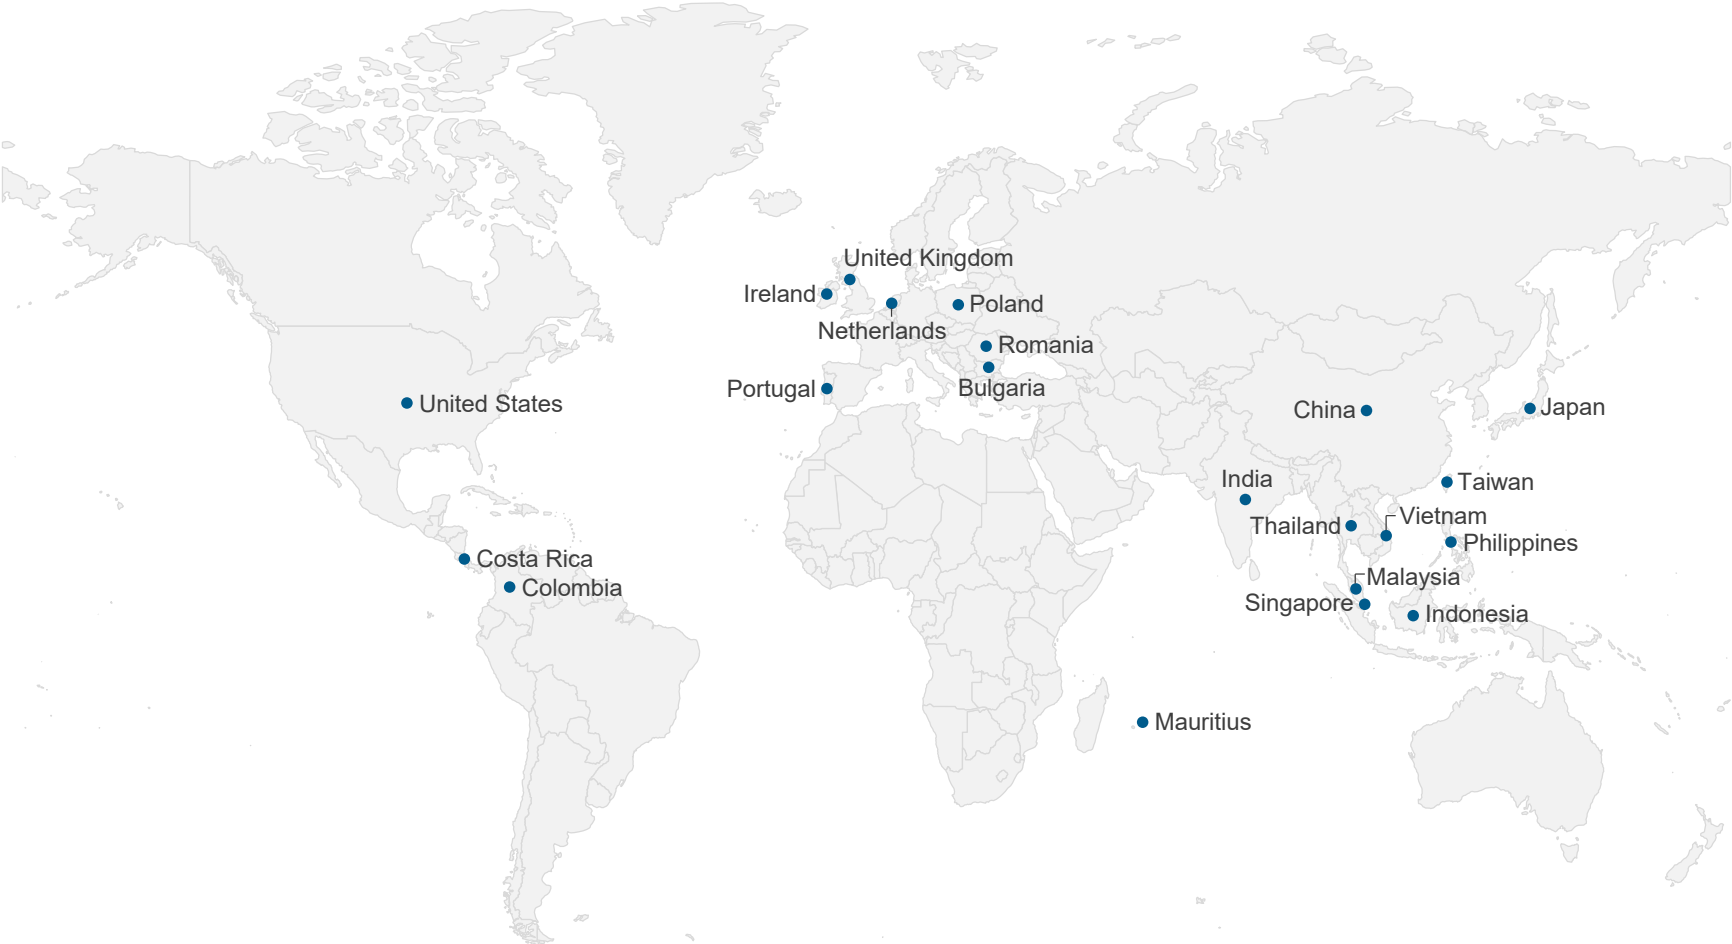 United Kingdom
Ireland
Poland
Netherlands
Romania
Portugal
Bulgaria
United States
China
Japan
India
Taiwan
Vietnam
Thailand
Philippines
Costa Rica
Malaysia
Colombia
Singapore
Indonesia
Mauritius